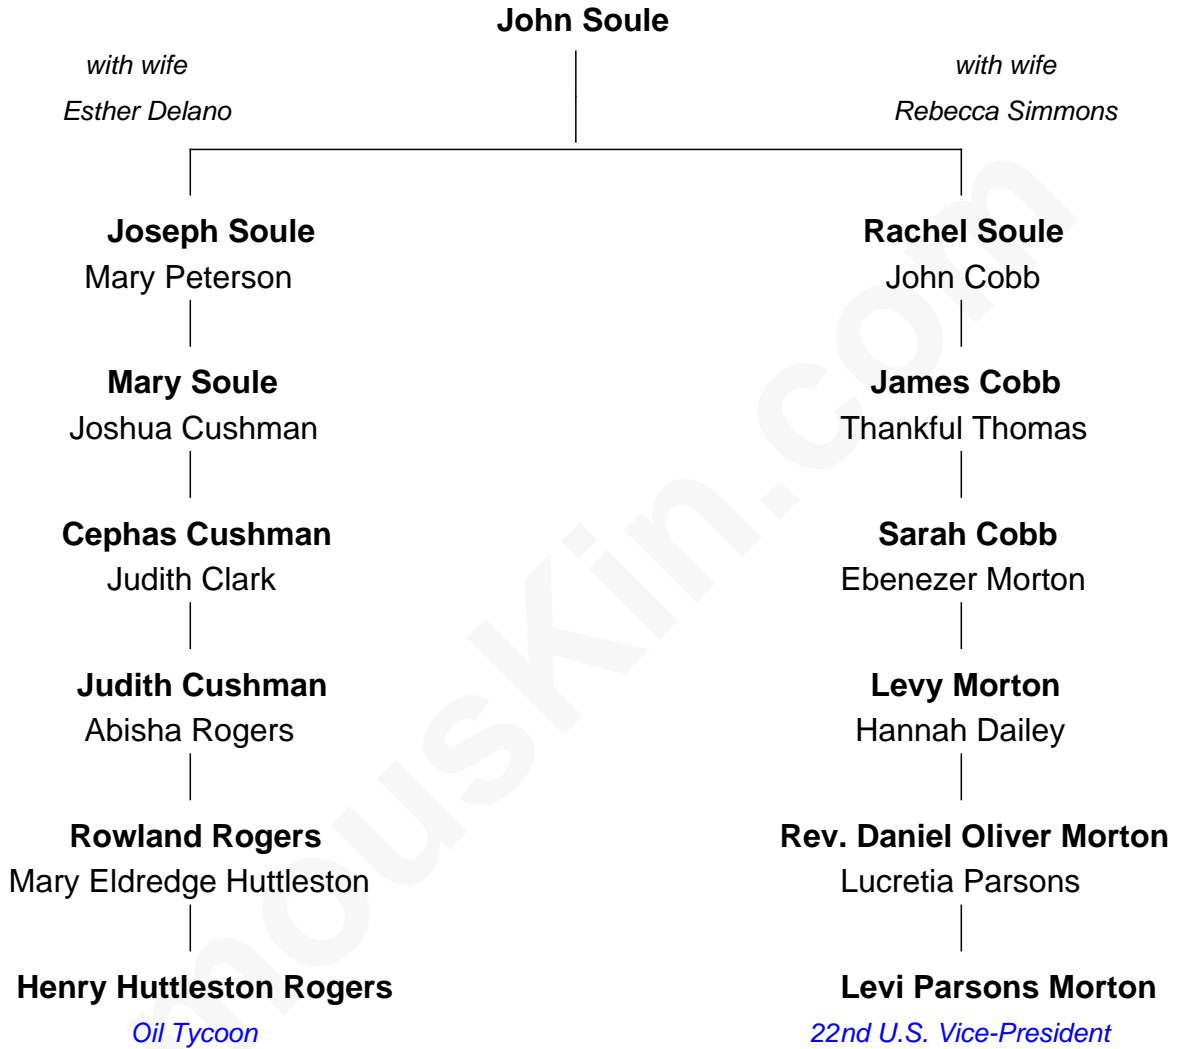 John Soule
with wife
Esther Delano
with wife
Rebecca Simmons
Joseph Soule
Mary Peterson
Rachel Soule
John Cobb
Mary Soule
Joshua Cushman
James Cobb
Thankful Thomas
Cephas Cushman
Judith Clark
Sarah Cobb
Ebenezer Morton
Judith Cushman
Abisha Rogers
Levy Morton
Hannah Dailey
Rowland Rogers
Mary Eldredge Huttleston
Rev. Daniel Oliver Morton
Lucretia Parsons
Henry Huttleston Rogers
Oil Tycoon
Levi Parsons Morton
22nd U.S. Vice-President
mousKin.com